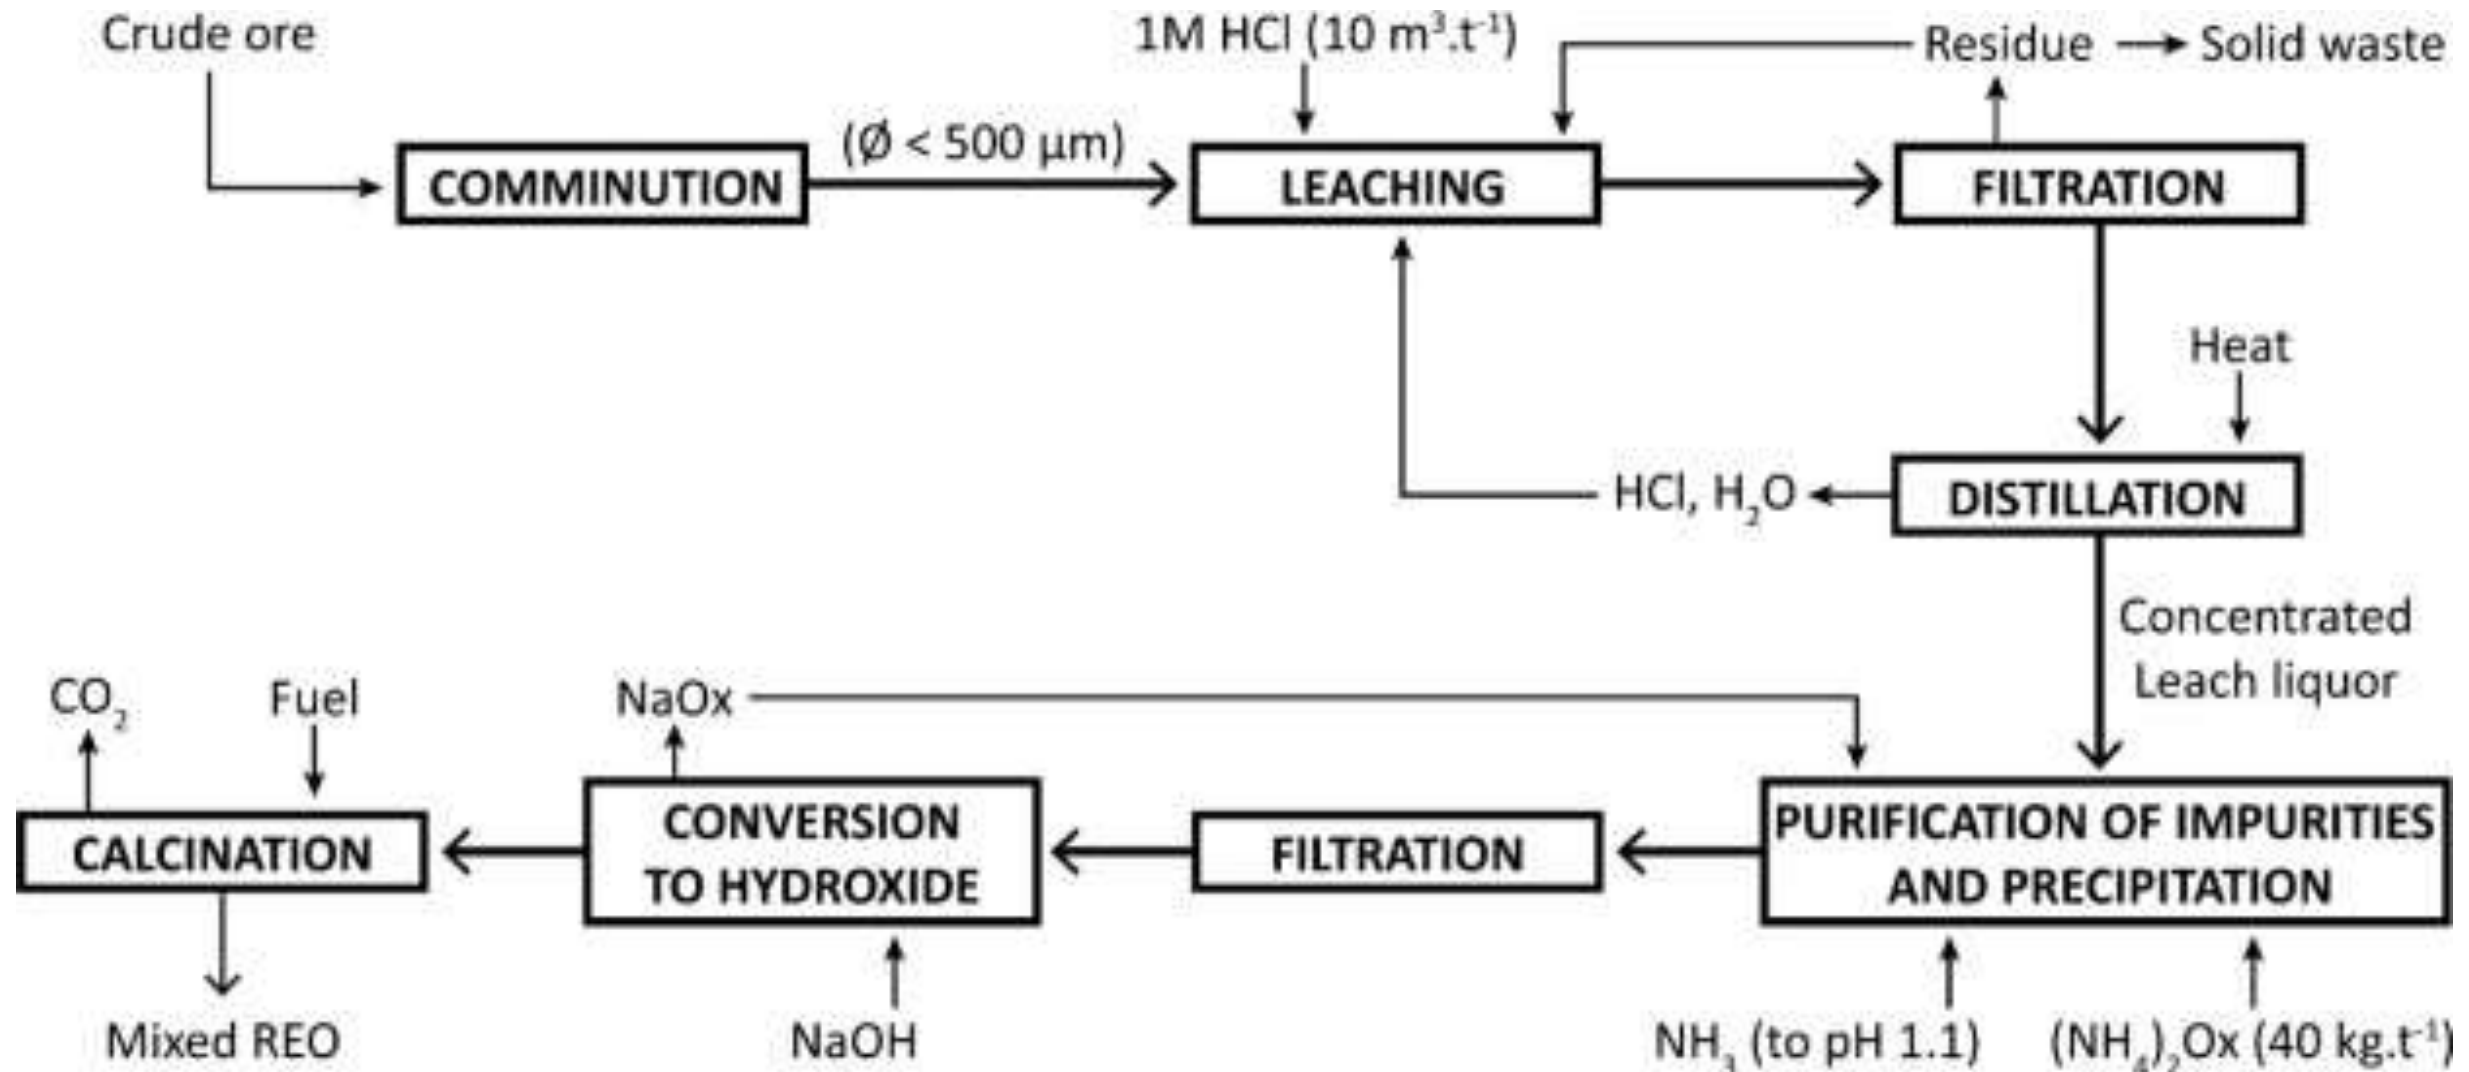 Crude ore
1M HCl (10 m³.t⁻¹)
Residue
Solid waste
(Ø < 500 µm)
COMMINUTION
LEACHING
FILTRATION
Heat
HCl, H₂O
DISTILLATION
Concentrated
Leach liquor
CO₂
Fuel
NaOx
CALCINATION
CONVERSION
TO HYDROXIDE
FILTRATION
PURIFICATION OF IMPURITIES
AND PRECIPITATION
Mixed REO
NaOH
NH₃ (to pH 1.1)
(NH₄)₂Ox (40 kg.t⁻¹)